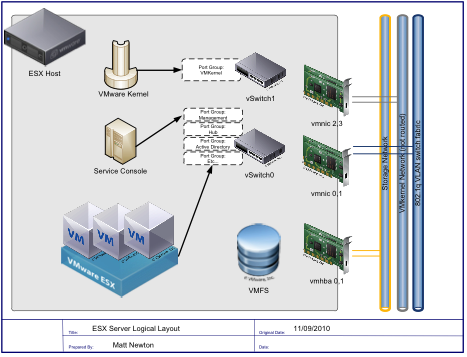 ESX Host
VMware Kernel
Port Group:
VMKernel
vSwitch1
vmnic 2,3
Port Group:
Management
Port Group:
Hub
Port Group:
Active Directory
Port Group:
Etc..
vSwitch0
vmnic 0,1
Service Console
VM
VM
VM
VMware ESX
© VMware, Inc.
VMFS
vmhba 0,1
Storage Network
VMKernel Network (not routed)
802.1q VLAN switch fabric
Title:
ESX Server Logical Layout
Original Date:
11/09/2010
Prepared By:
Matt Newton
Date: